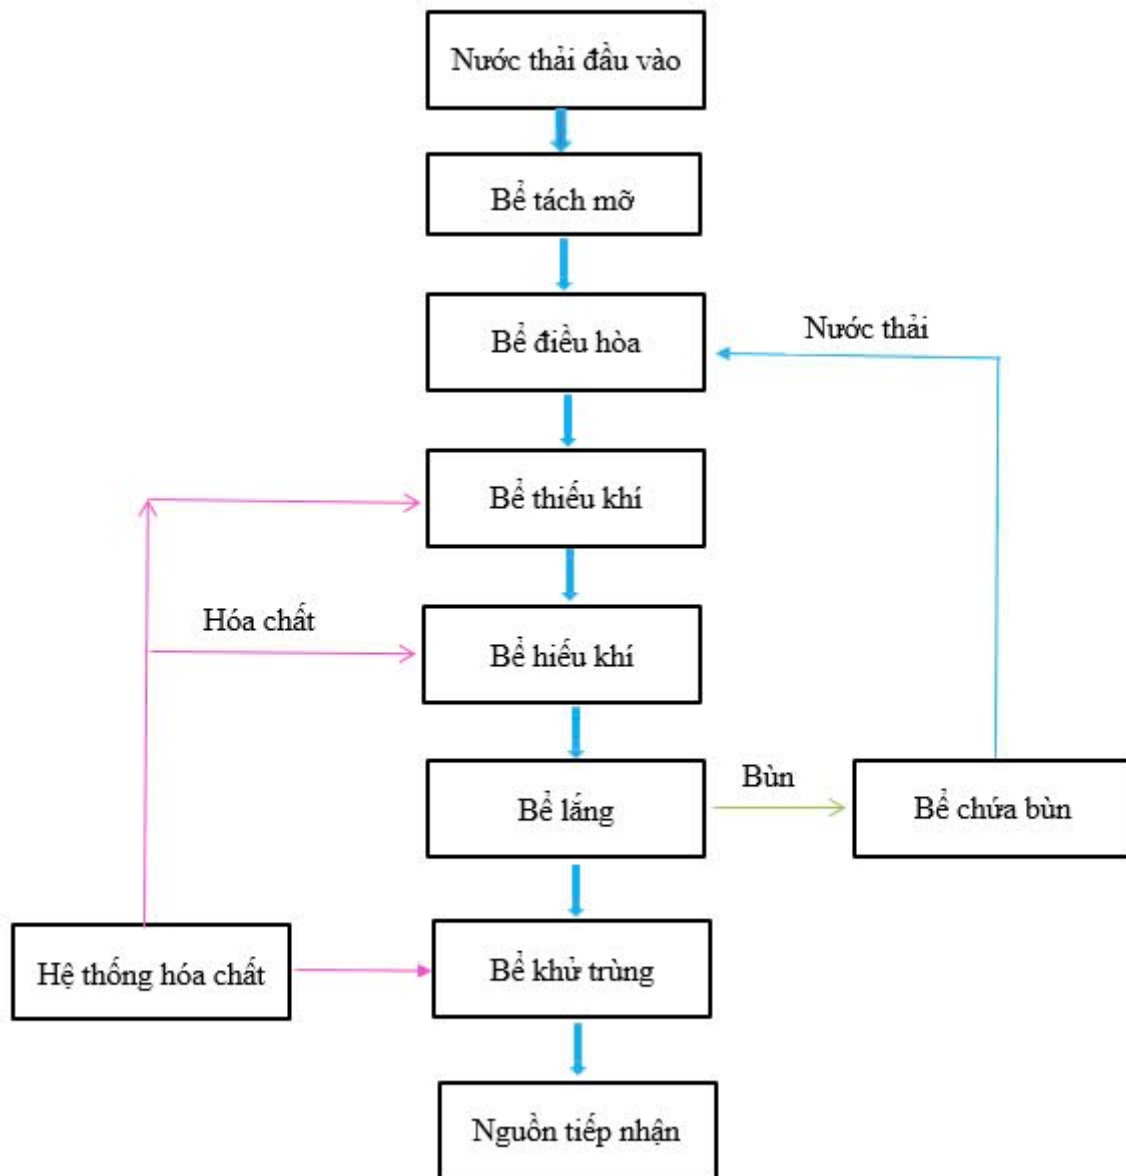 Nước thải đầu vào
Bể tách mỡ
Bể điều hòa
Nước thải
Bể thiếu khí
Hóa chất
Bể hiếu khí
Bể lắng
Bùn
Bể chứa bùn
Hệ thống hóa chất
Bể khử trùng
Nguồn tiếp nhận